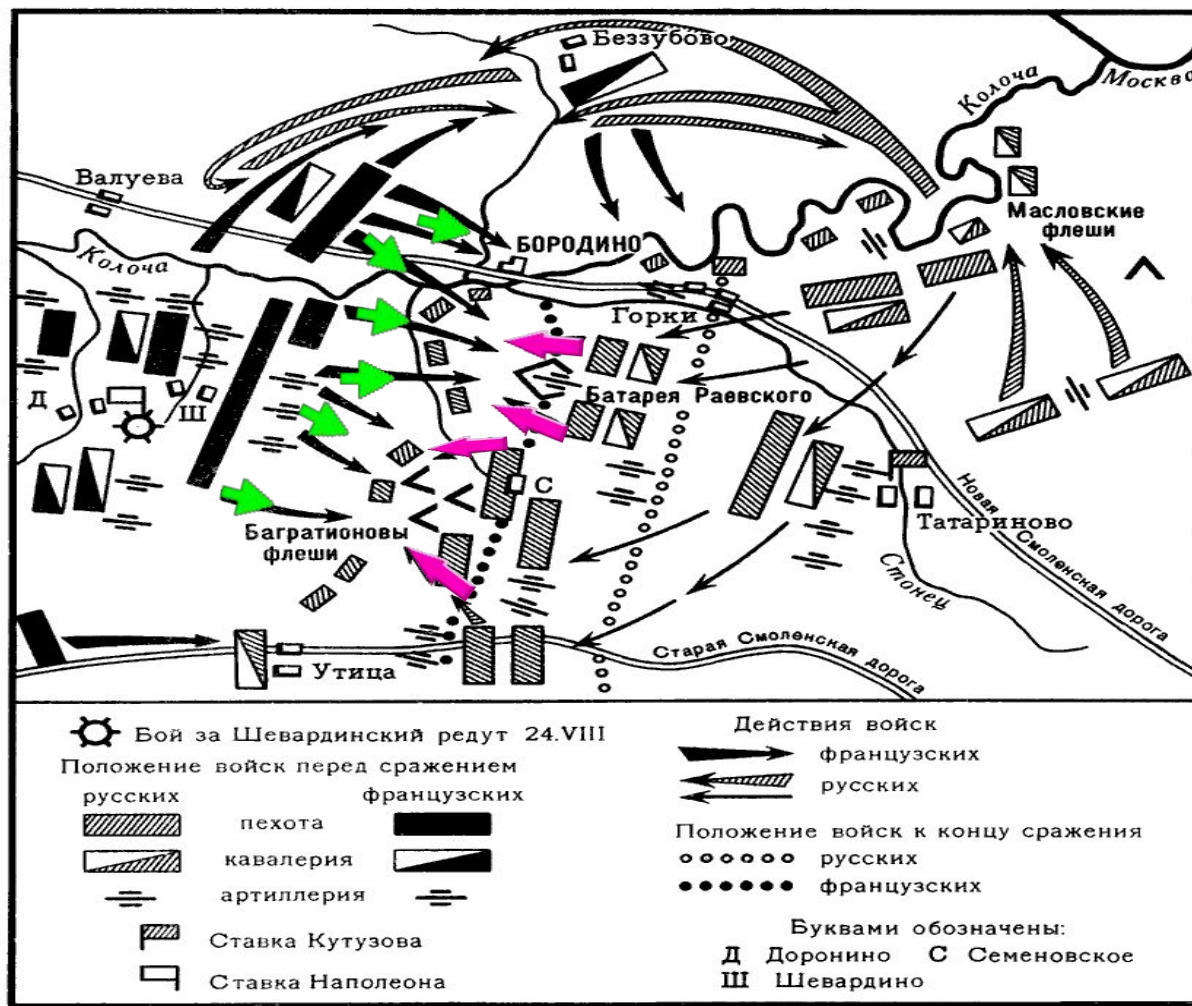 Беззубово
Колоча
Москва
Валуева
Масловские
флеши
БОРОДИНО
Колоча
Горки
Батарея Раевского
Д
Ш
С
Татариново
Новая Смоленская дорога
Багратионовы
флеши
Стонец
Старая Смоленская дорога
Утица
Бой за Шевардинский редут 24.VIII
Положение войск перед сражением
русских французских
пехота
кавалерия
артиллерия
Ставка Кутузова
Ставка Наполеона
Действия войск
французских
русских
Положение войск к концу сражения
русских
французских
Буквами обозначены:
Д Доронино С Семеновское
Ш Шевардино